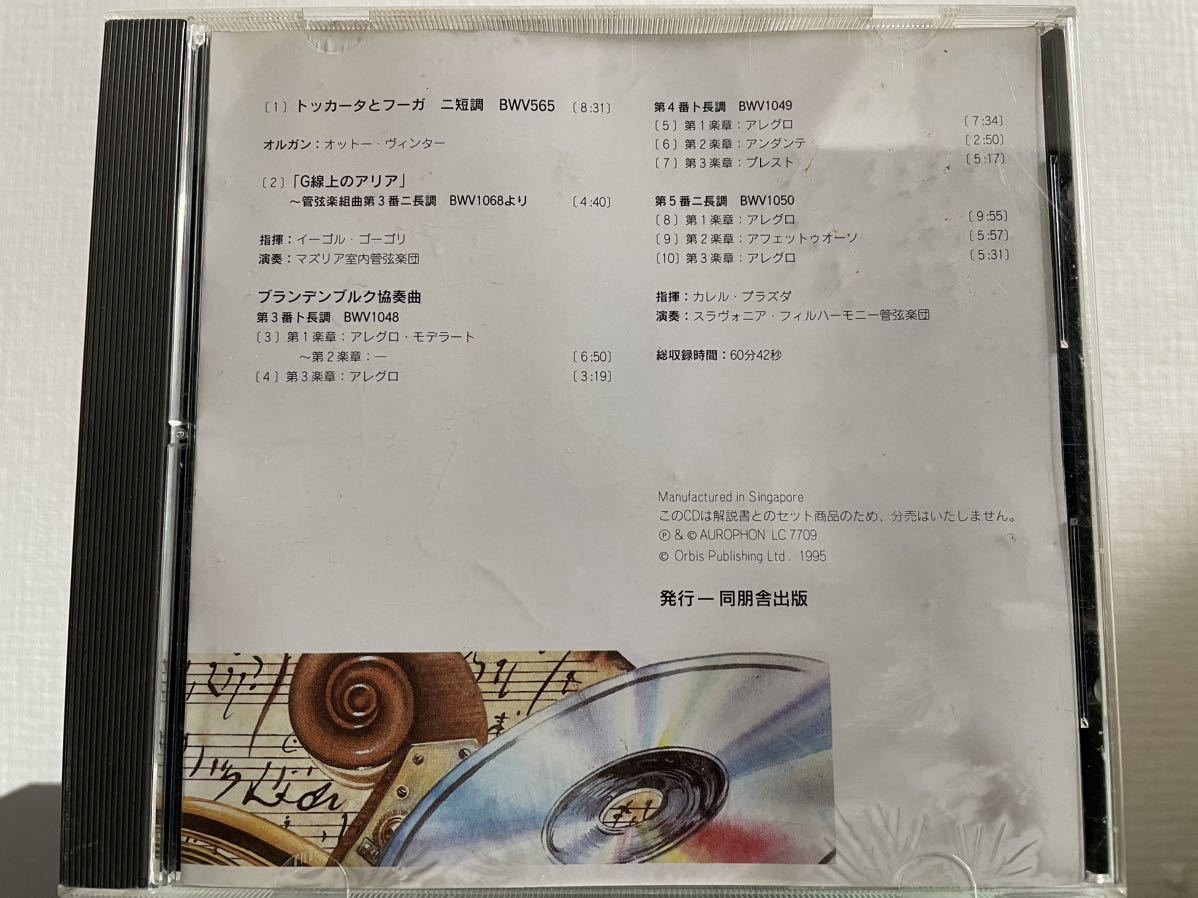 〔1〕トッカータとフーガ　ニ短調　BWV565　〔8:31〕
オルガン：オットー・ヴィンター
〔2〕「G線上のアリア」
～管弦楽組曲第3番ニ長調　BWV1068より　〔4:40〕
指揮：イーゴル・ゴーゴリ
演奏：マズリア室内管弦楽団
ブランデンブルク協奏曲
第3番ト長調　BWV1048
〔3〕第1楽章：アレグロ・モデラート
～第2楽章：―　〔6:50〕
〔4〕第3楽章：アレグロ　〔3:19〕
第4番ト長調　BWV1049
〔5〕第1楽章：アレグロ　〔7:34〕
〔6〕第2楽章：アンダンテ　〔2:50〕
〔7〕第3楽章：プレスト　〔5:17〕
第5番ニ長調　BWV1050
〔8〕第1楽章：アレグロ　〔9:55〕
〔9〕第2楽章：アフェットゥオーソ　〔5:57〕
〔10〕第3楽章：アレグロ　〔5:31〕
指揮：カレル・プラズダ
演奏：スラヴォニア・フィルハーモニー管弦楽団
総収録時間：60分42秒
Manufactured in Singapore
このCDは解説書とのセット商品のため、分売はいたしません。
Ⓟ & © AUROPHON LC 7709
© Orbis Publishing Ltd. 1995
発行―同朋舎出版